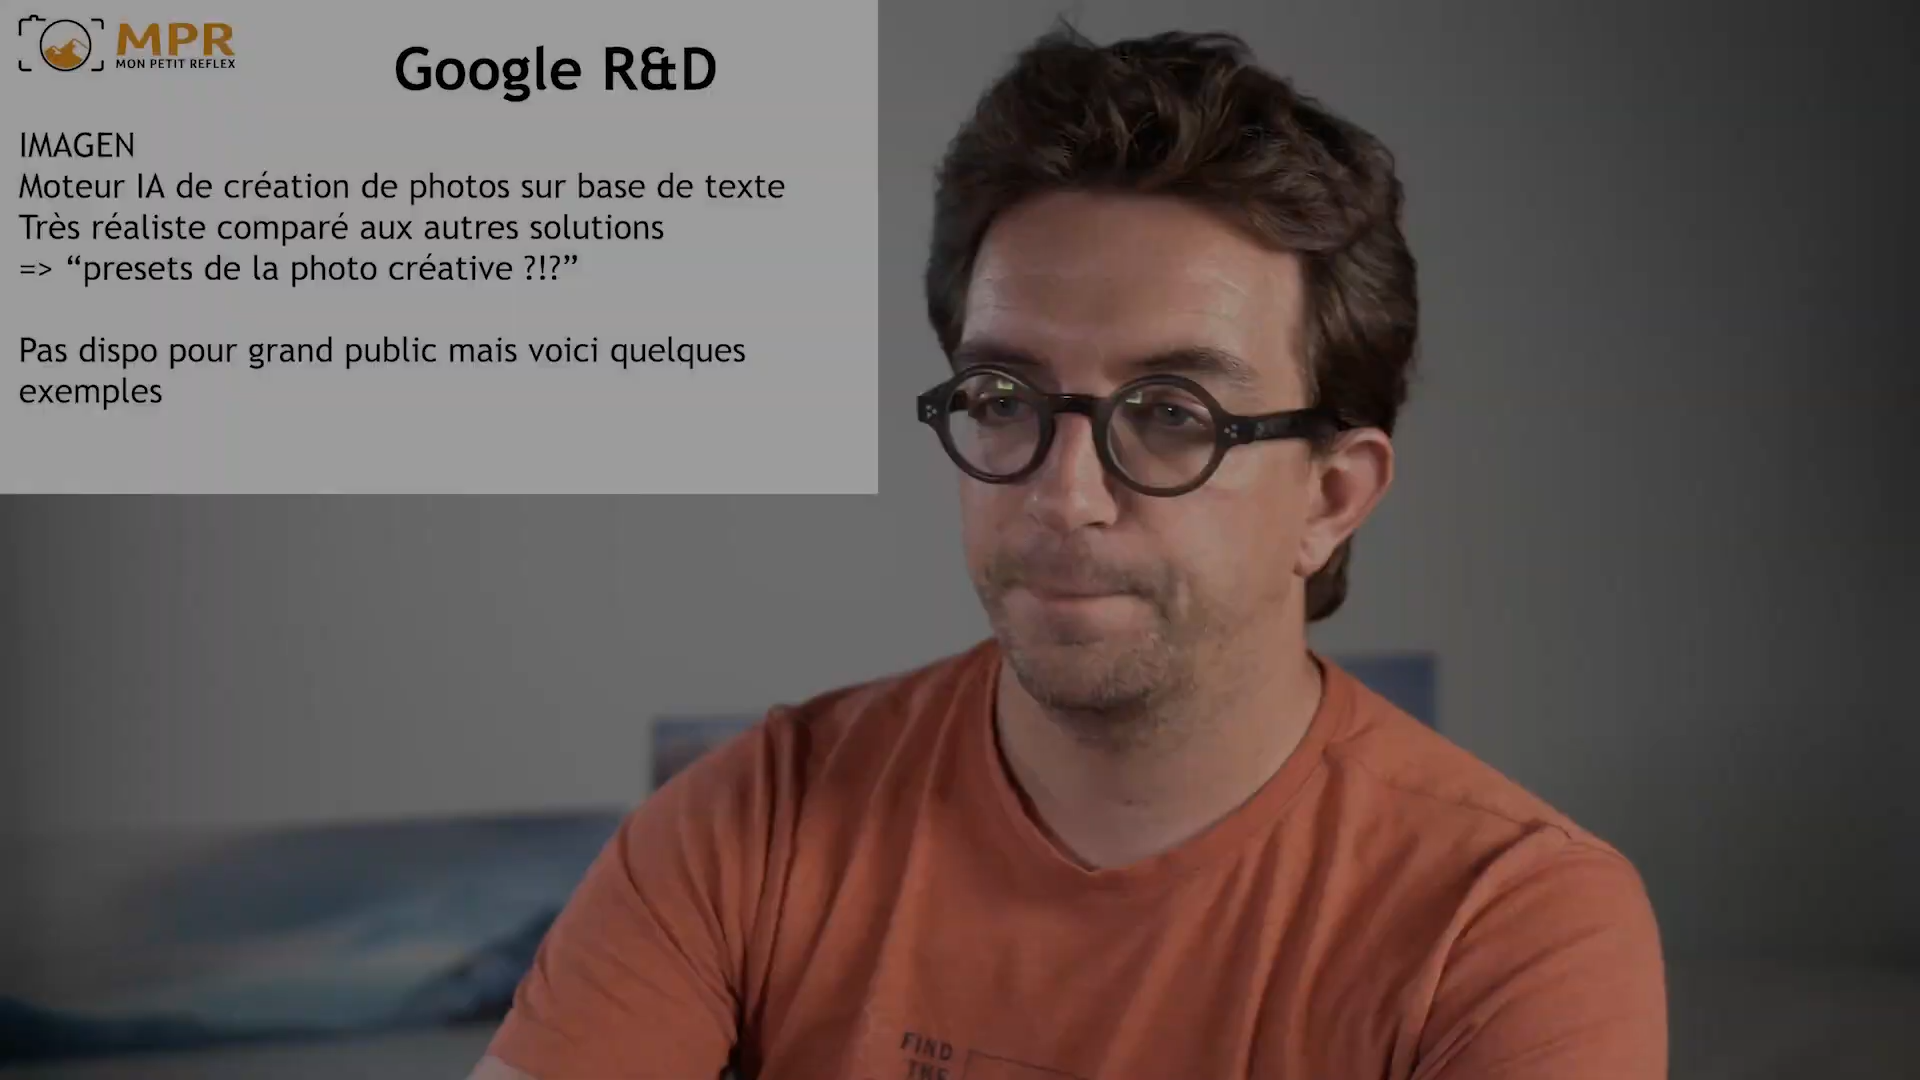 MPR
MON PETIT REFLEX
Google R&D
IMAGEN
Moteur IA de création de photos sur base de texte
Très réaliste comparé aux autres solutions
=> “presets de la photo créative ?!?”
Pas dispo pour grand public mais voici quelques
exemples
FIND
THE